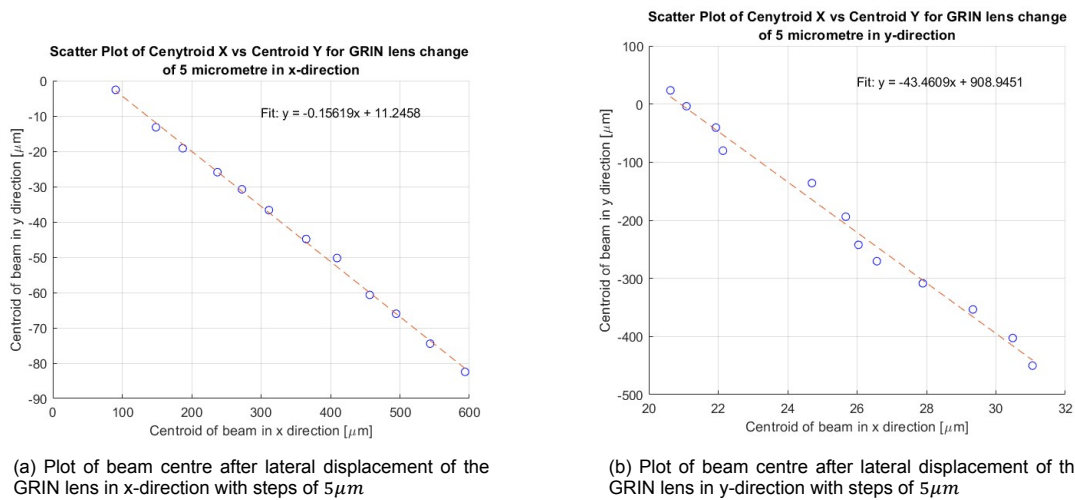 Scatter Plot of Cenytroid X vs Centroid Y for GRIN lens change
of 5 micrometre in x-direction
Fit: y = -0.15619x + 11.2458
0
-10
-20
-30
-40
-50
-60
-70
-80
-90
Centroid of beam in y direction [μm]
0 100 200 300 400 500 600
Centroid of beam in x direction [μm]
(a) Plot of beam centre after lateral displacement of the
GRIN lens in x-direction with steps of 5μm
Scatter Plot of Cenytroid X vs Centroid Y for GRIN lens change
of 5 micrometre in y-direction
Fit: y = -43.4609x + 908.9451
100
0
-100
-200
-300
-400
-500
Centroid of beam in y direction [μm]
20 22 24 26 28 30 32
Centroid of beam in x direction [μm]
(b) Plot of beam centre after lateral displacement of th
GRIN lens in y-direction with steps of 5μm